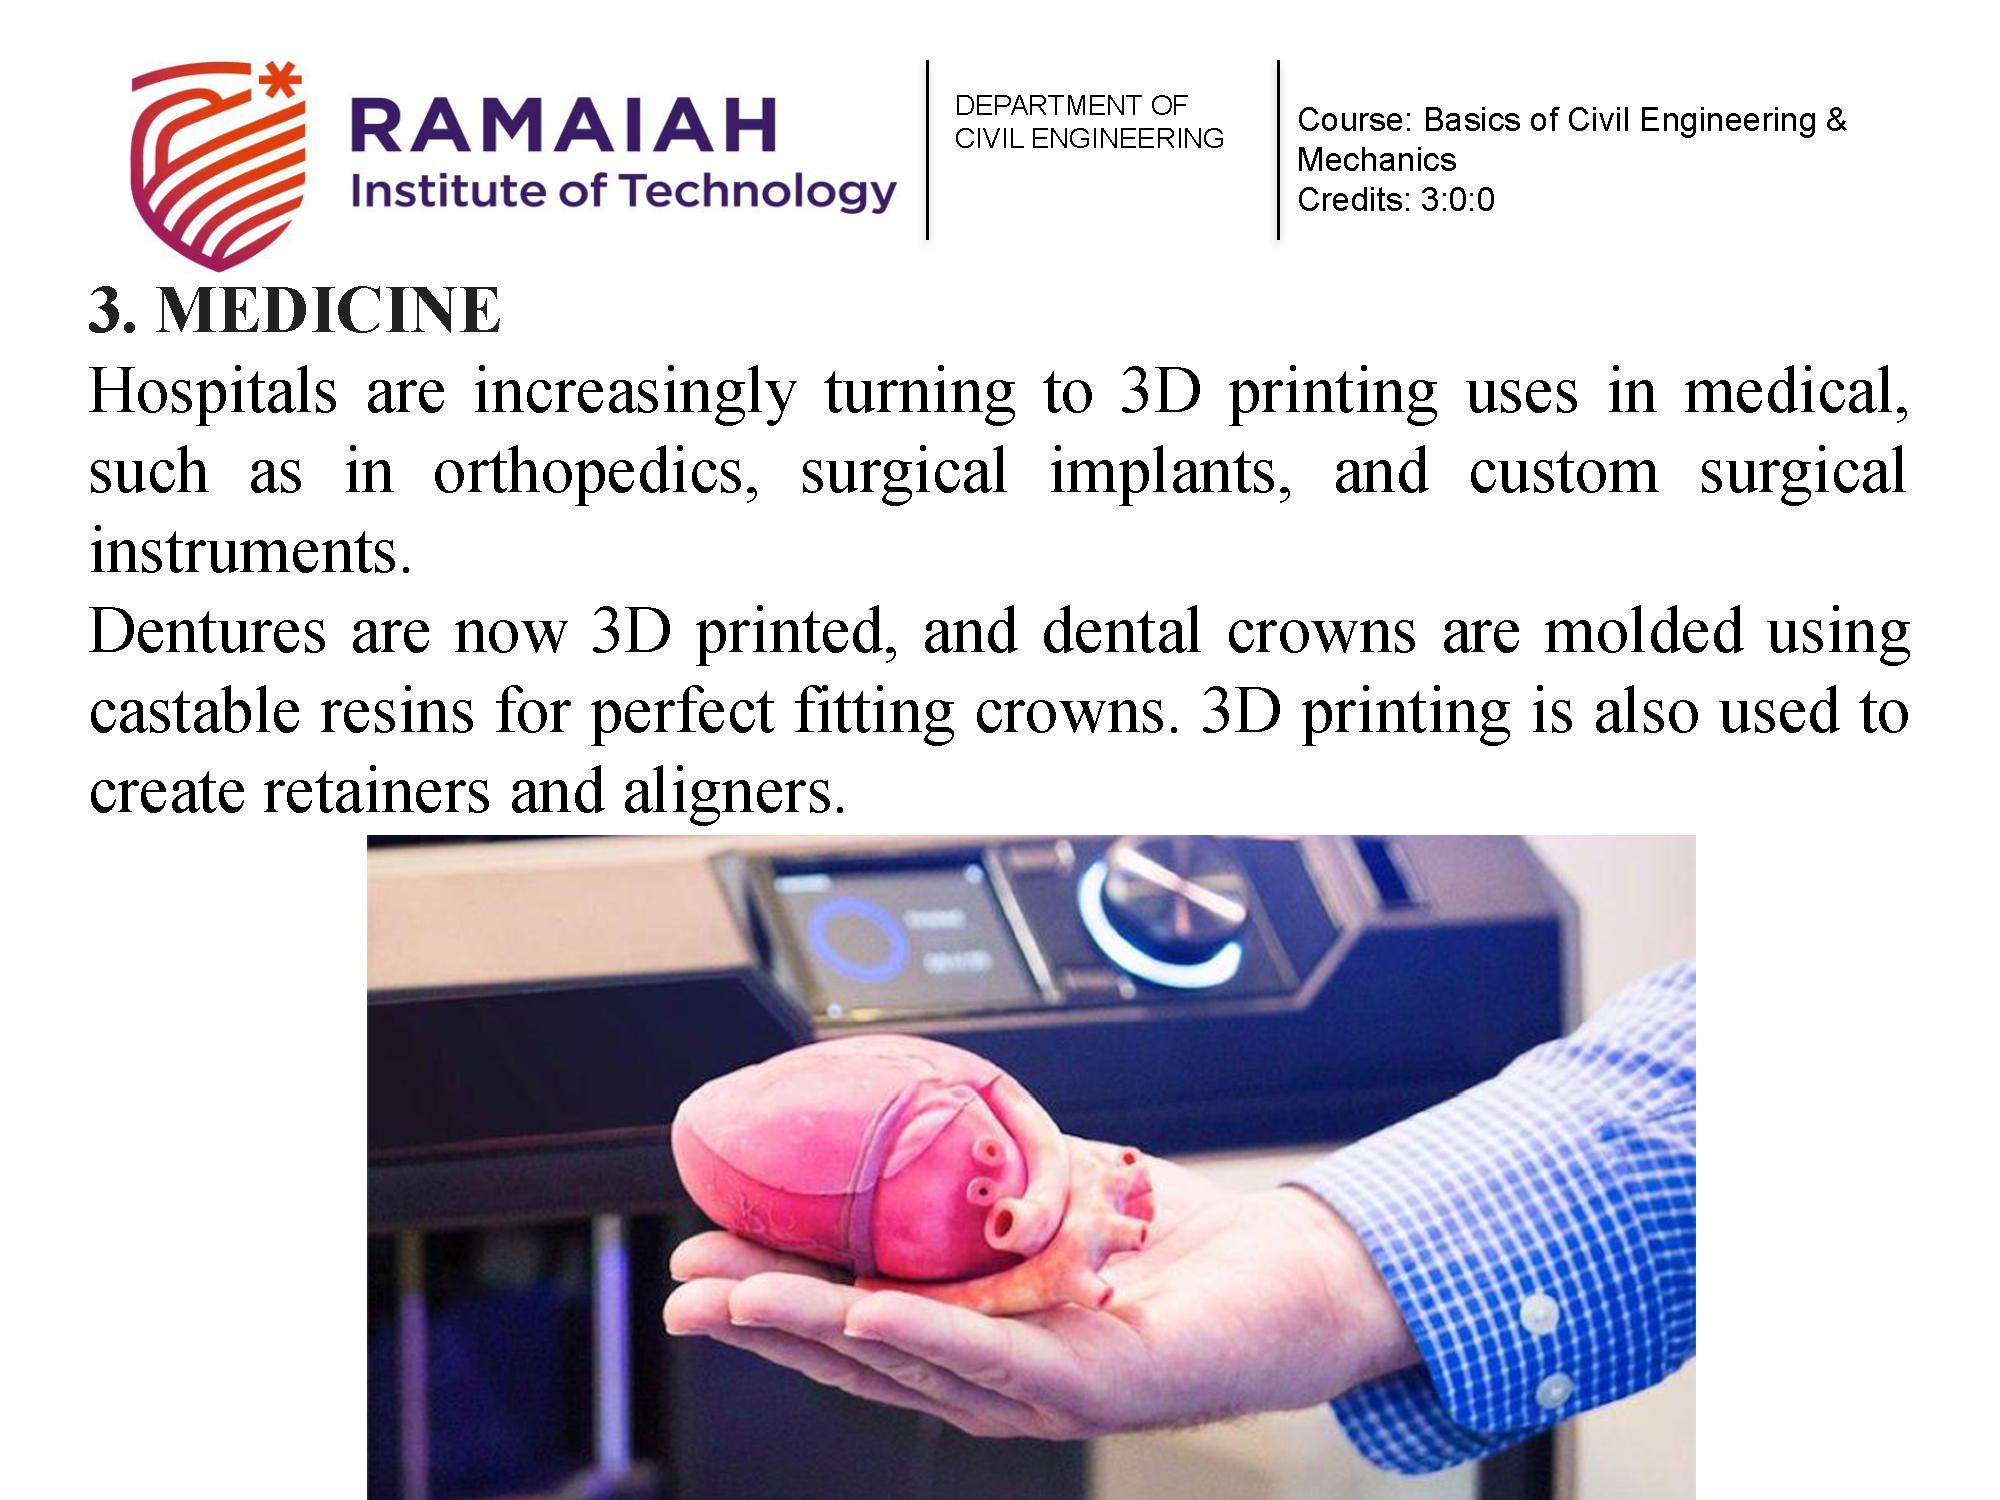 RAMAIAH
Institute of Technology
DEPARTMENT OF
CIVIL ENGINEERING
Course: Basics of Civil Engineering &
Mechanics
Credits: 3:0:0
3. MEDICINE
Hospitals are increasingly turning to 3D printing uses in medical,
such as in orthopedics, surgical implants, and custom surgical
instruments.
Dentures are now 3D printed, and dental crowns are molded using
castable resins for perfect fitting crowns. 3D printing is also used to
create retainers and aligners.